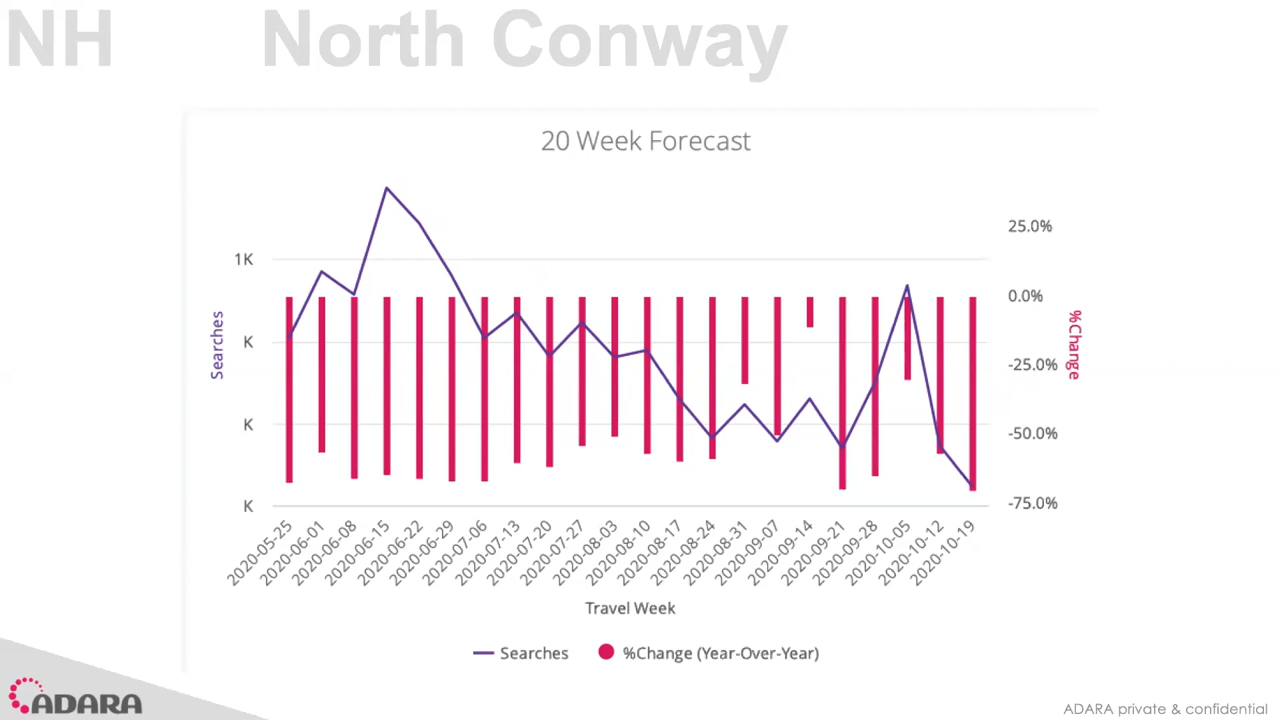 NH North Conway
20 Week Forecast
25.0%
1K
0.0%
Searches
%Change
K
-25.0%
K
-50.0%
K
-75.0%
2020-05-25
2020-06-01
2020-06-08
2020-06-15
2020-06-22
2020-06-29
2020-07-06
2020-07-13
2020-07-20
2020-07-27
2020-08-03
2020-08-10
2020-08-17
2020-08-24
2020-08-31
2020-09-07
2020-09-14
2020-09-21
2020-09-28
2020-10-05
2020-10-12
2020-10-19
Travel Week
Searches %Change (Year-Over-Year)
ADARA
ADARA private & confidential